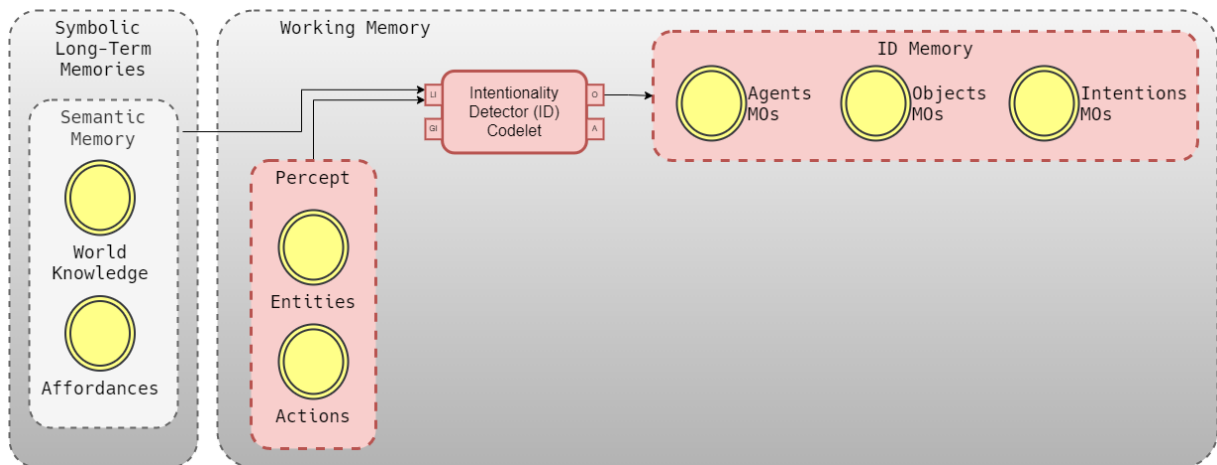 Symbolic
Long-Term
Memories
Semantic
Memory
World
Knowledge
Affordances
Working Memory
Percept
Entities
Actions
LI
GI
Intentionality
Detector (ID)
Codelet
O
A
ID Memory
Agents
MOs
Objects
MOs
Intentions
MOs